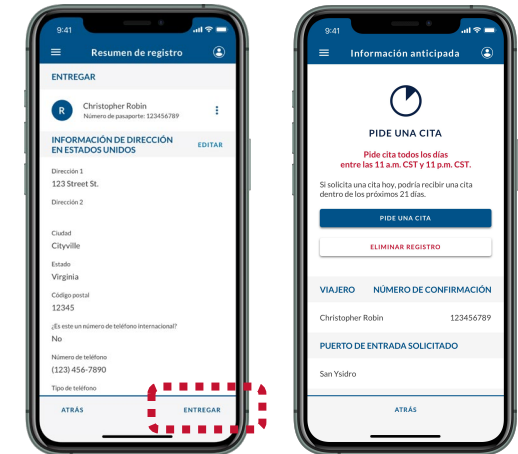 9:41
Resumen de registro
ENTREGAR
R
Christopher Robin
Número de pasaporte: 123456789
INFORMACIÓN DE DIRECCIÓN
EN ESTADOS UNIDOS
EDITAR
Dirección 1
123 Street St.
Dirección 2
Ciudad
Cityville
Estado
Virginia
Código postal
12345
¿Es este un número de teléfono internacional?
No
Número de teléfono
(123) 456-7890
Tipo de teléfono
ATRÁS
ENTREGAR
9:41
Información anticipada
PIDE UNA CITA
Pide cita todos los días
entre las 11 a.m. CST y 11 p.m. CST.
Si solicita una cita hoy, podría recibir una cita
dentro de los próximos 21 días.
PIDE UNA CITA
ELIMINAR REGISTRO
VIAJERO NÚMERO DE CONFIRMACIÓN
Christopher Robin 123456789
PUERTO DE ENTRADA SOLICITADO
San Ysidro
ATRÁS